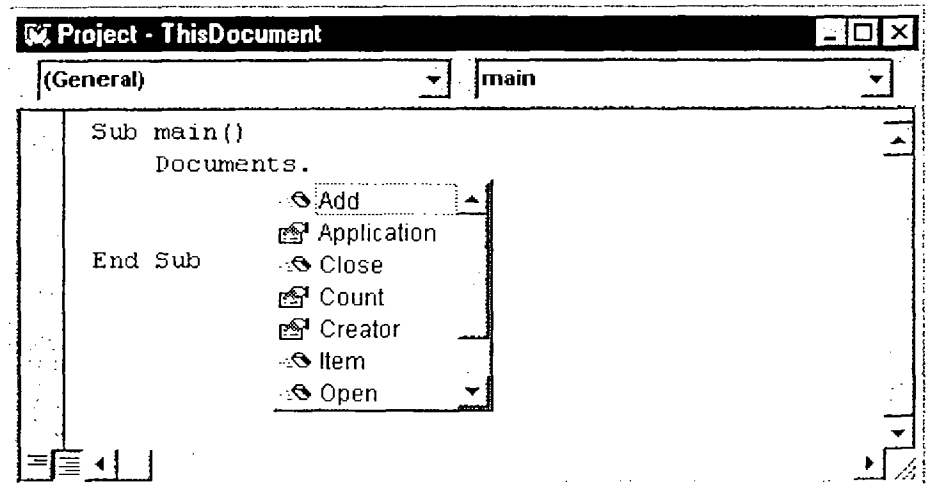 Project - ThisDocument
(General) main
Sub main()
Documents.
Add
Application
End Sub
Close
Count
Creator
Item
Open